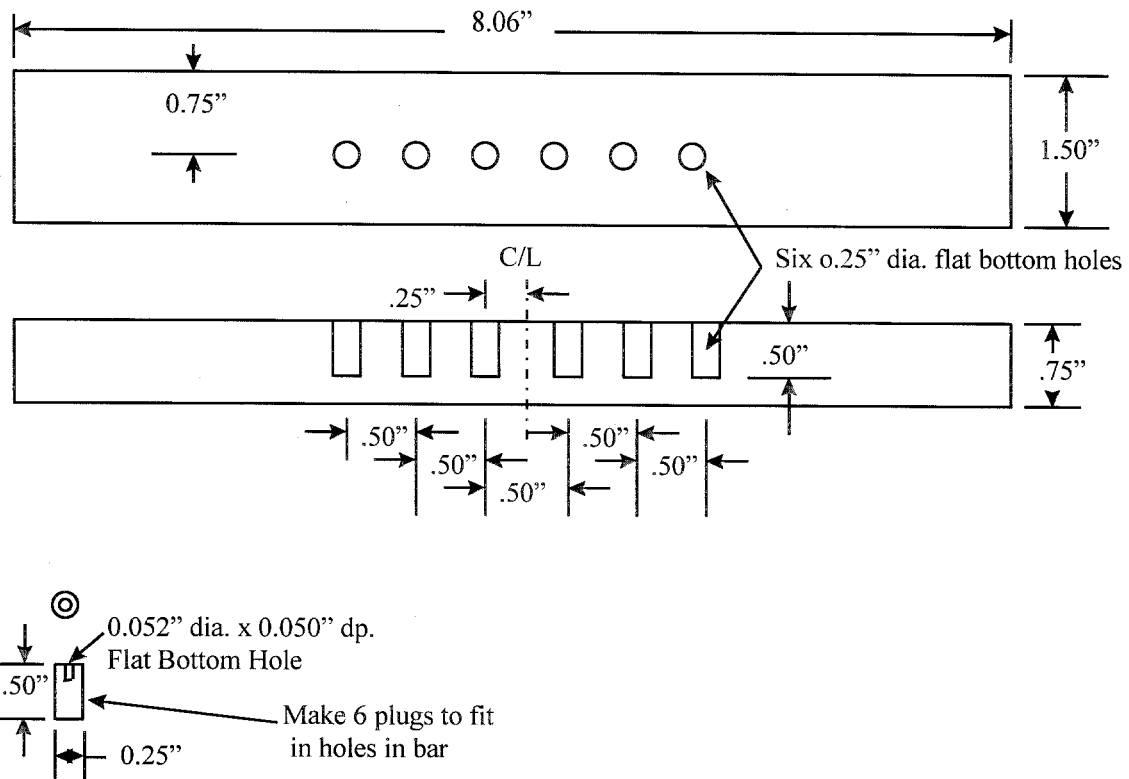 8.06”
0.75”
1.50”
C/L
Six o.25” dia. flat bottom holes
.25”
.50”
.75”
.50”
.50”
.50”
.50”
.50”
0.052” dia. x 0.050” dp.
Flat Bottom Hole
.50”
Make 6 plugs to fit
in holes in bar
0.25”